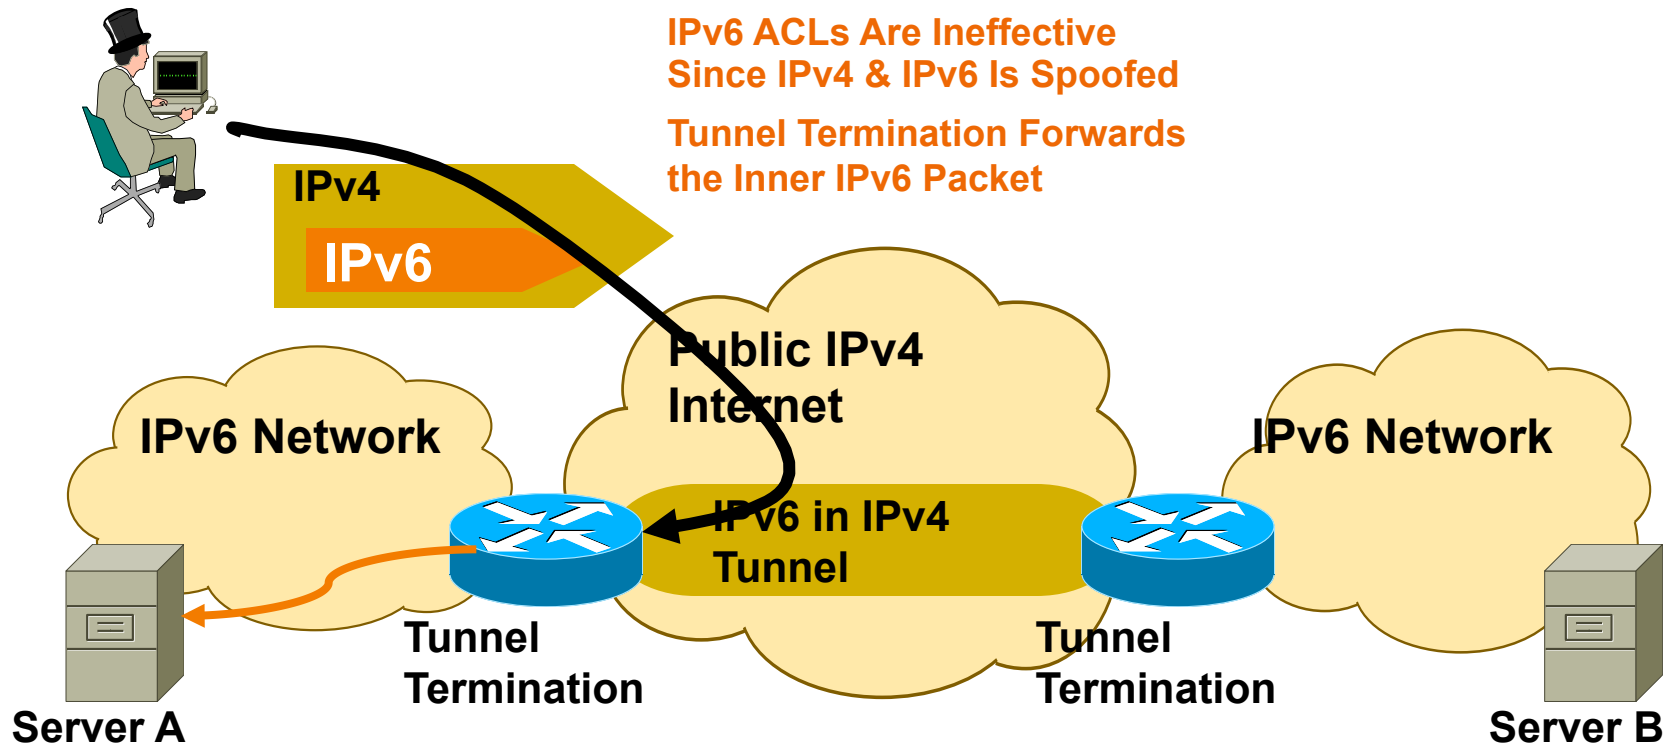 IPv6 ACLs Are Ineffective
Since IPv4 & IPv6 Is Spoofed
Tunnel Termination Forwards
the Inner IPv6 Packet
IPv4
IPv6
Public IPv4
Internet
IPv6 Network
IPv6 Network
IPv6 in IPv4
Tunnel
Tunnel
Termination
Tunnel
Termination
Server A
Server B